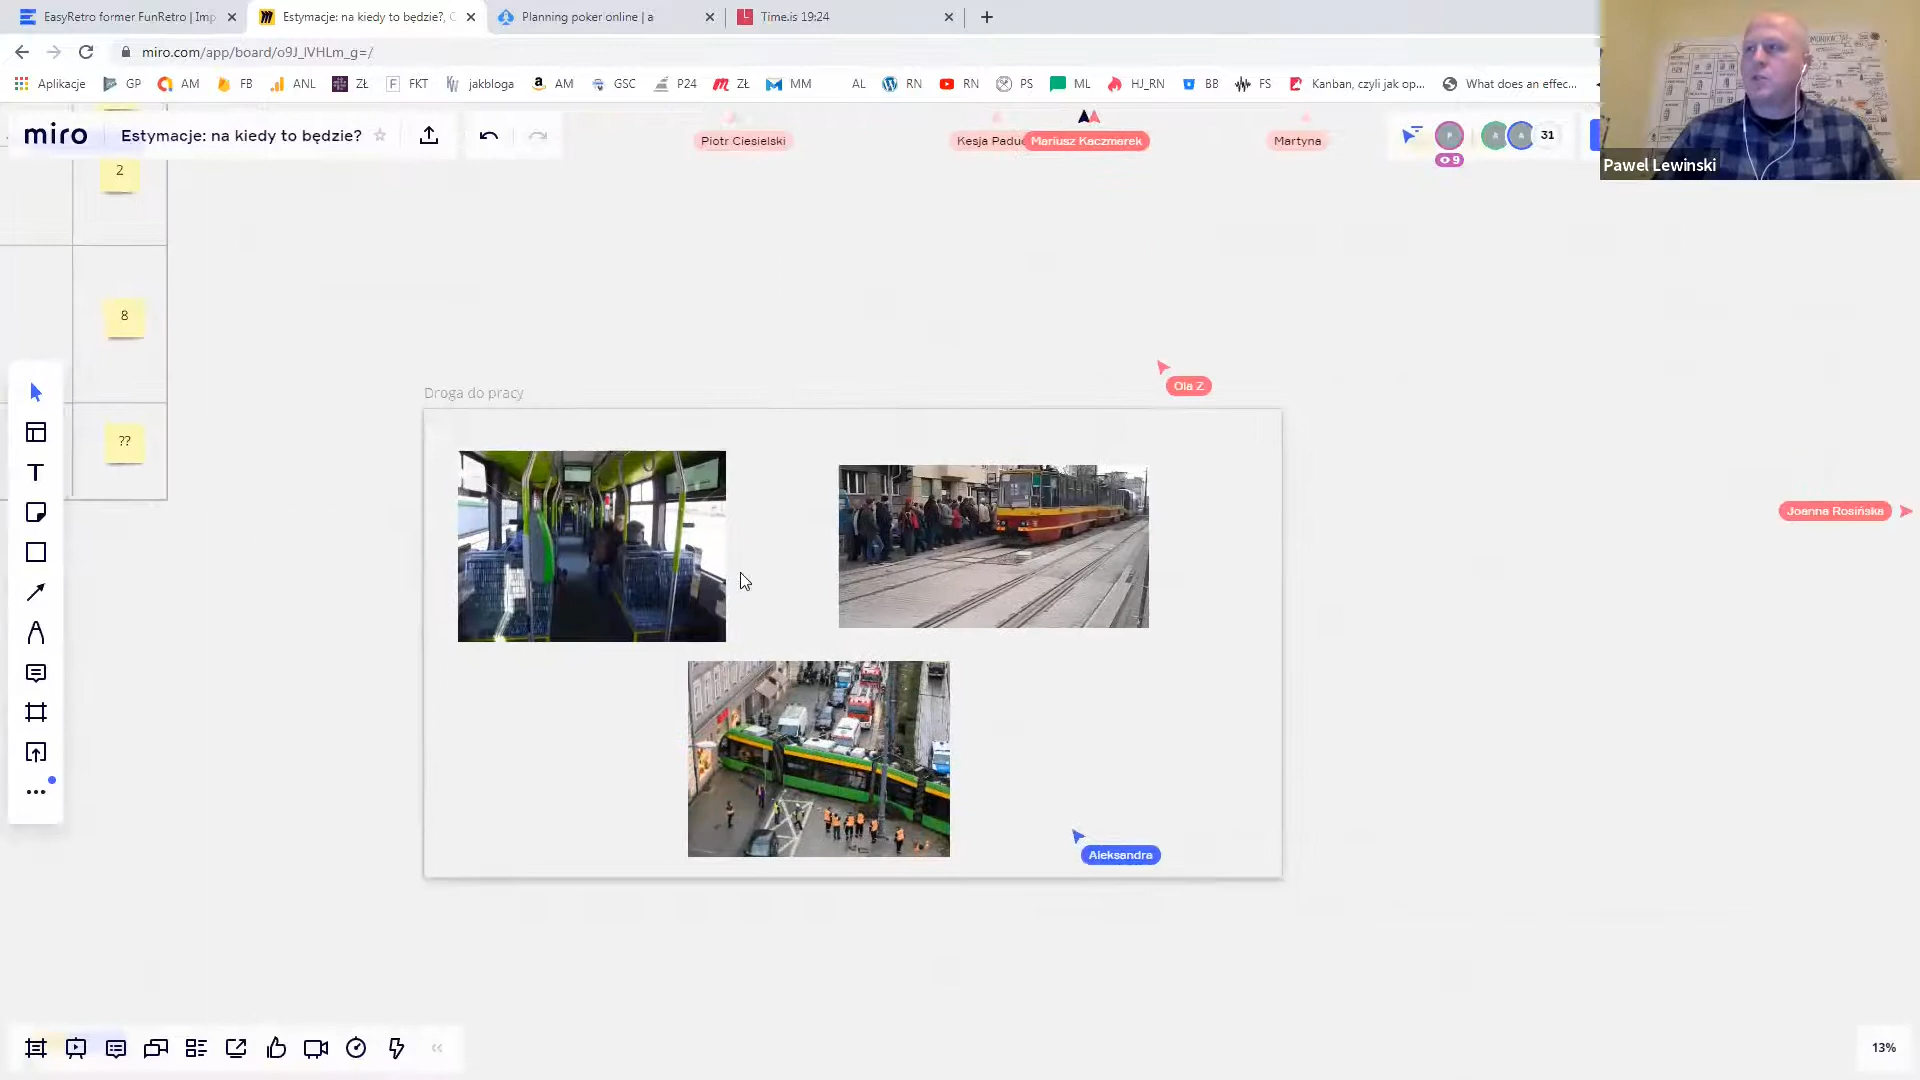 EasyRetro former FunRetro | Imp
Estymacje: na kiedy to będzie?, C
Planning poker online | a
Time.is 19:24
miro.com/app/board/o9J_lVHLm_g=/
Aplikacje
GP
AM
FB
ANL
ZŁ
FKT
jakbloga
AM
GSC
P24
ZŁ
MM
AL
RN
RN
PS
ML
HJ_RN
BB
FS
Kanban, czyli jak op...
What does an effec...
miro
Estymacje: na kiedy to będzie?
Piotr Ciesielski
Kesja Padue
Mariusz Kaczmarek
Martyna
9
31
Pawel Lewinski
2
8
??
Droga do pracy
Ola Z
Joanna Rosińska
Aleksandra
13%